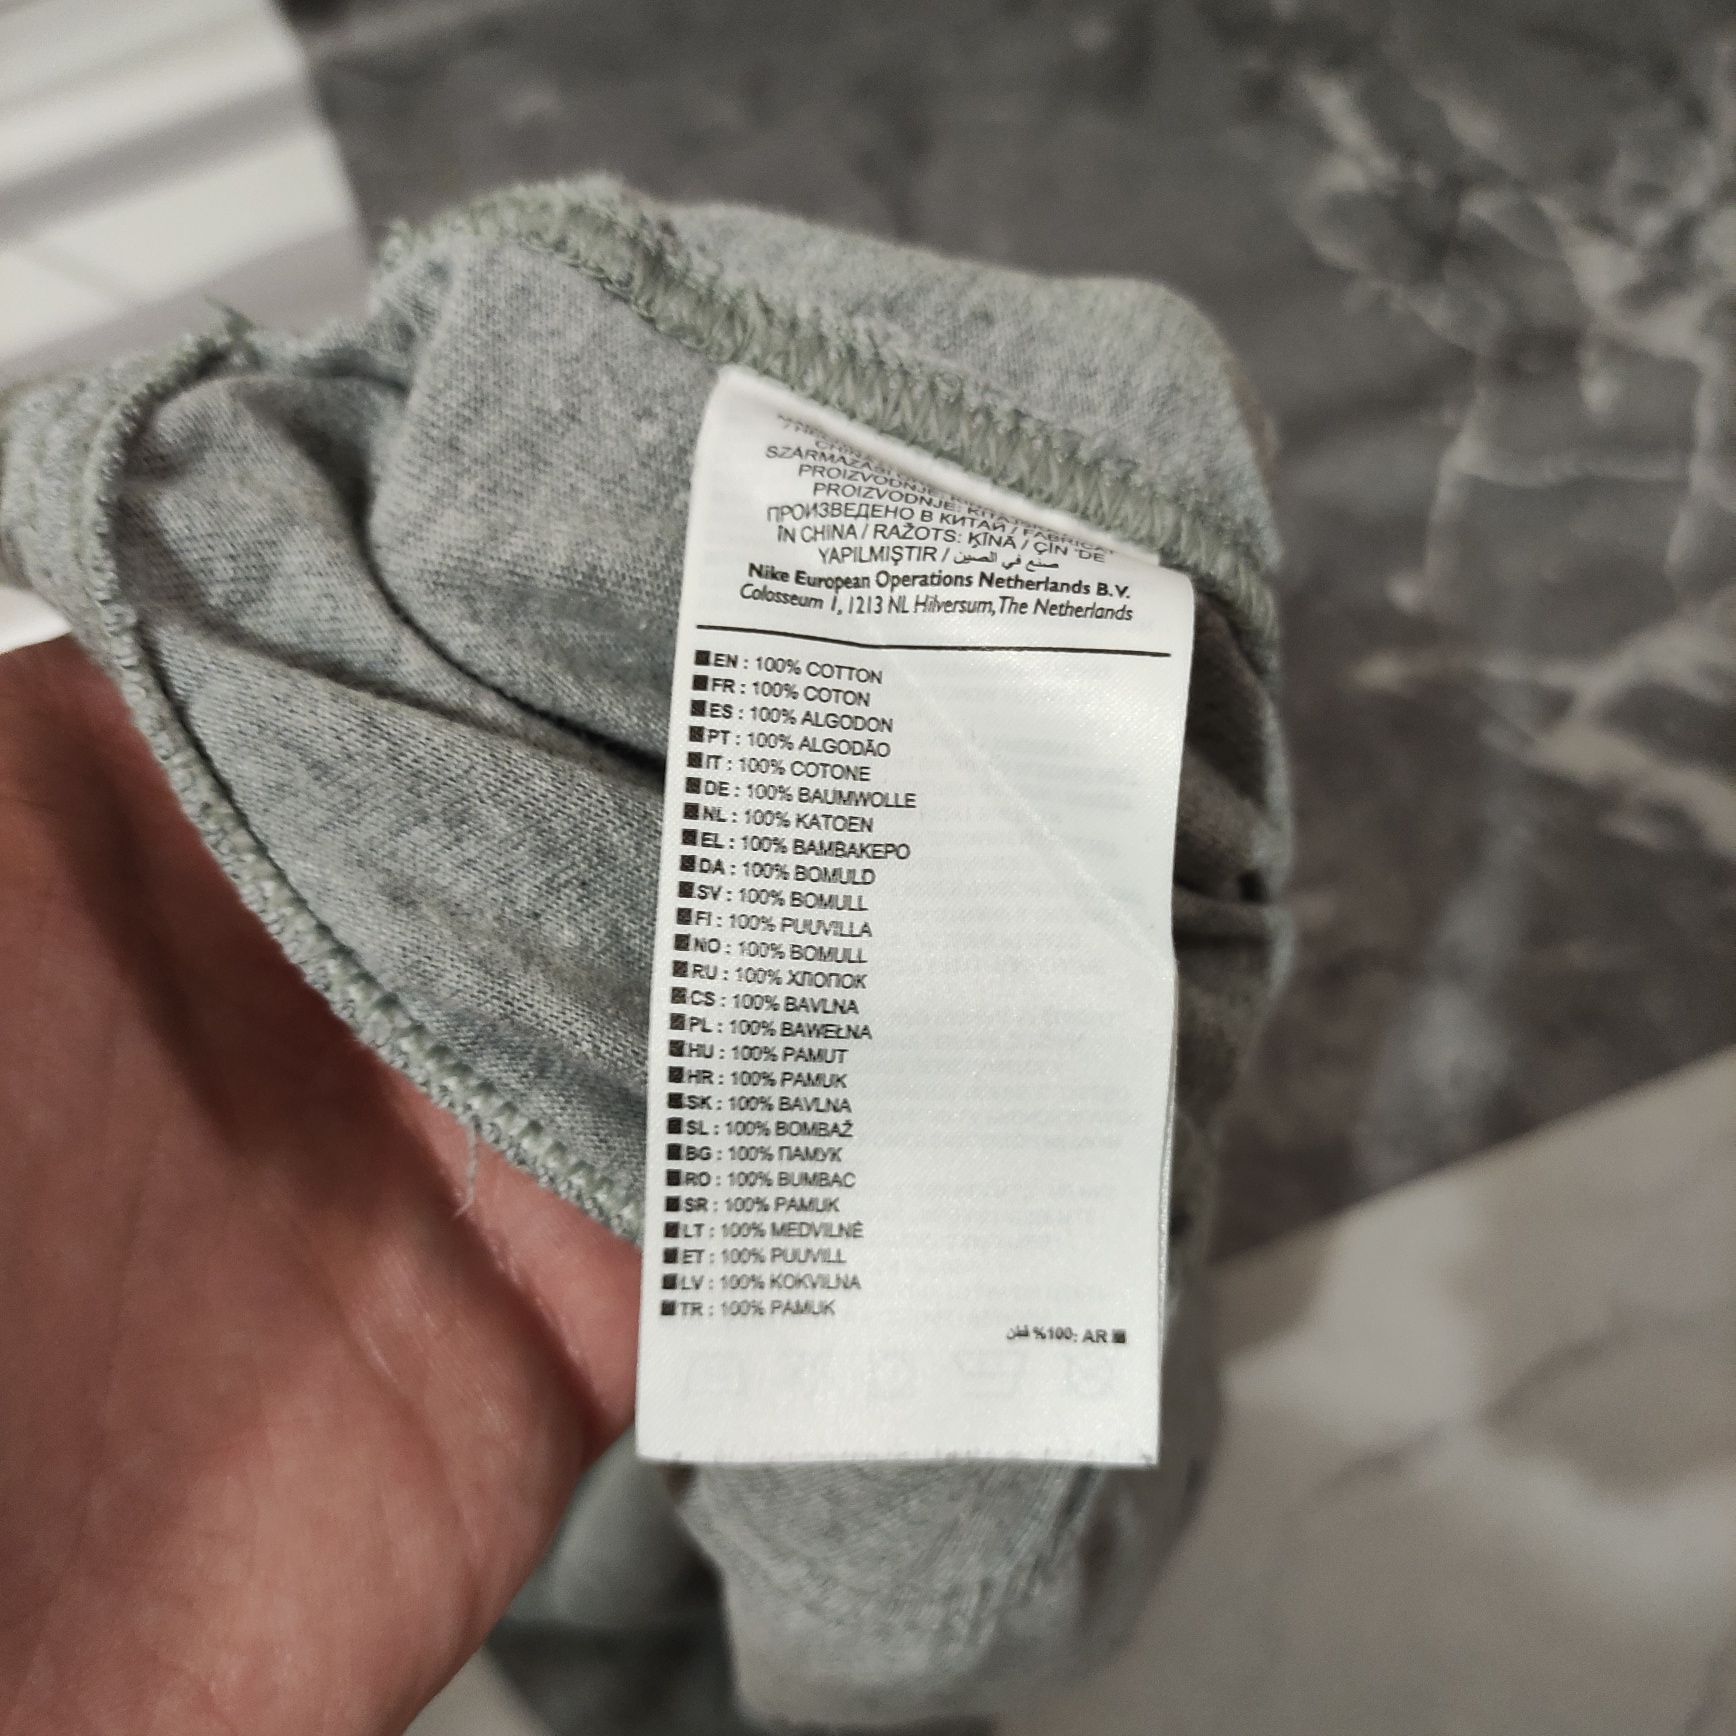 SZÁRMAZÁSI
PROIZVODNJE:
PROIZVODNJE: KITAJSKA
ПРОИЗВЕДЕНО В КИТАЙ / FABRICAT
ÎN CHINA / RAŽOTS: ĶĪNĀ / ÇİN 'DE
YAPILMIŞTIR / صنع في الصين
Nike European Operations Netherlands B.V.
Colosseum 1, 1213 NL Hilversum, The Netherlands
EN : 100% COTTON
FR : 100% COTON
ES : 100% ALGODON
PT : 100% ALGODÃO
IT : 100% COTONE
DE : 100% BAUMWOLLE
NL : 100% KATOEN
EL : 100% ΒΑΜΒΑΚΕΡΟ
DA : 100% BOMULD
SV : 100% BOMULL
FI : 100% PUUVILLA
NO : 100% BOMULL
RU : 100% ХЛОПОК
CS : 100% BAVLNA
PL : 100% BAWEŁNA
HU : 100% PAMUT
HR : 100% PAMUK
SK : 100% BAVLNA
SL : 100% BOMBAŽ
BG : 100% ПАМУК
RO : 100% BUMBAC
SR : 100% PAMUK
LT : 100% MEDVILNĖ
ET : 100% PUUVILL
LV : 100% KOKVILNA
TR : 100% PAMUK
AR :100% قطن